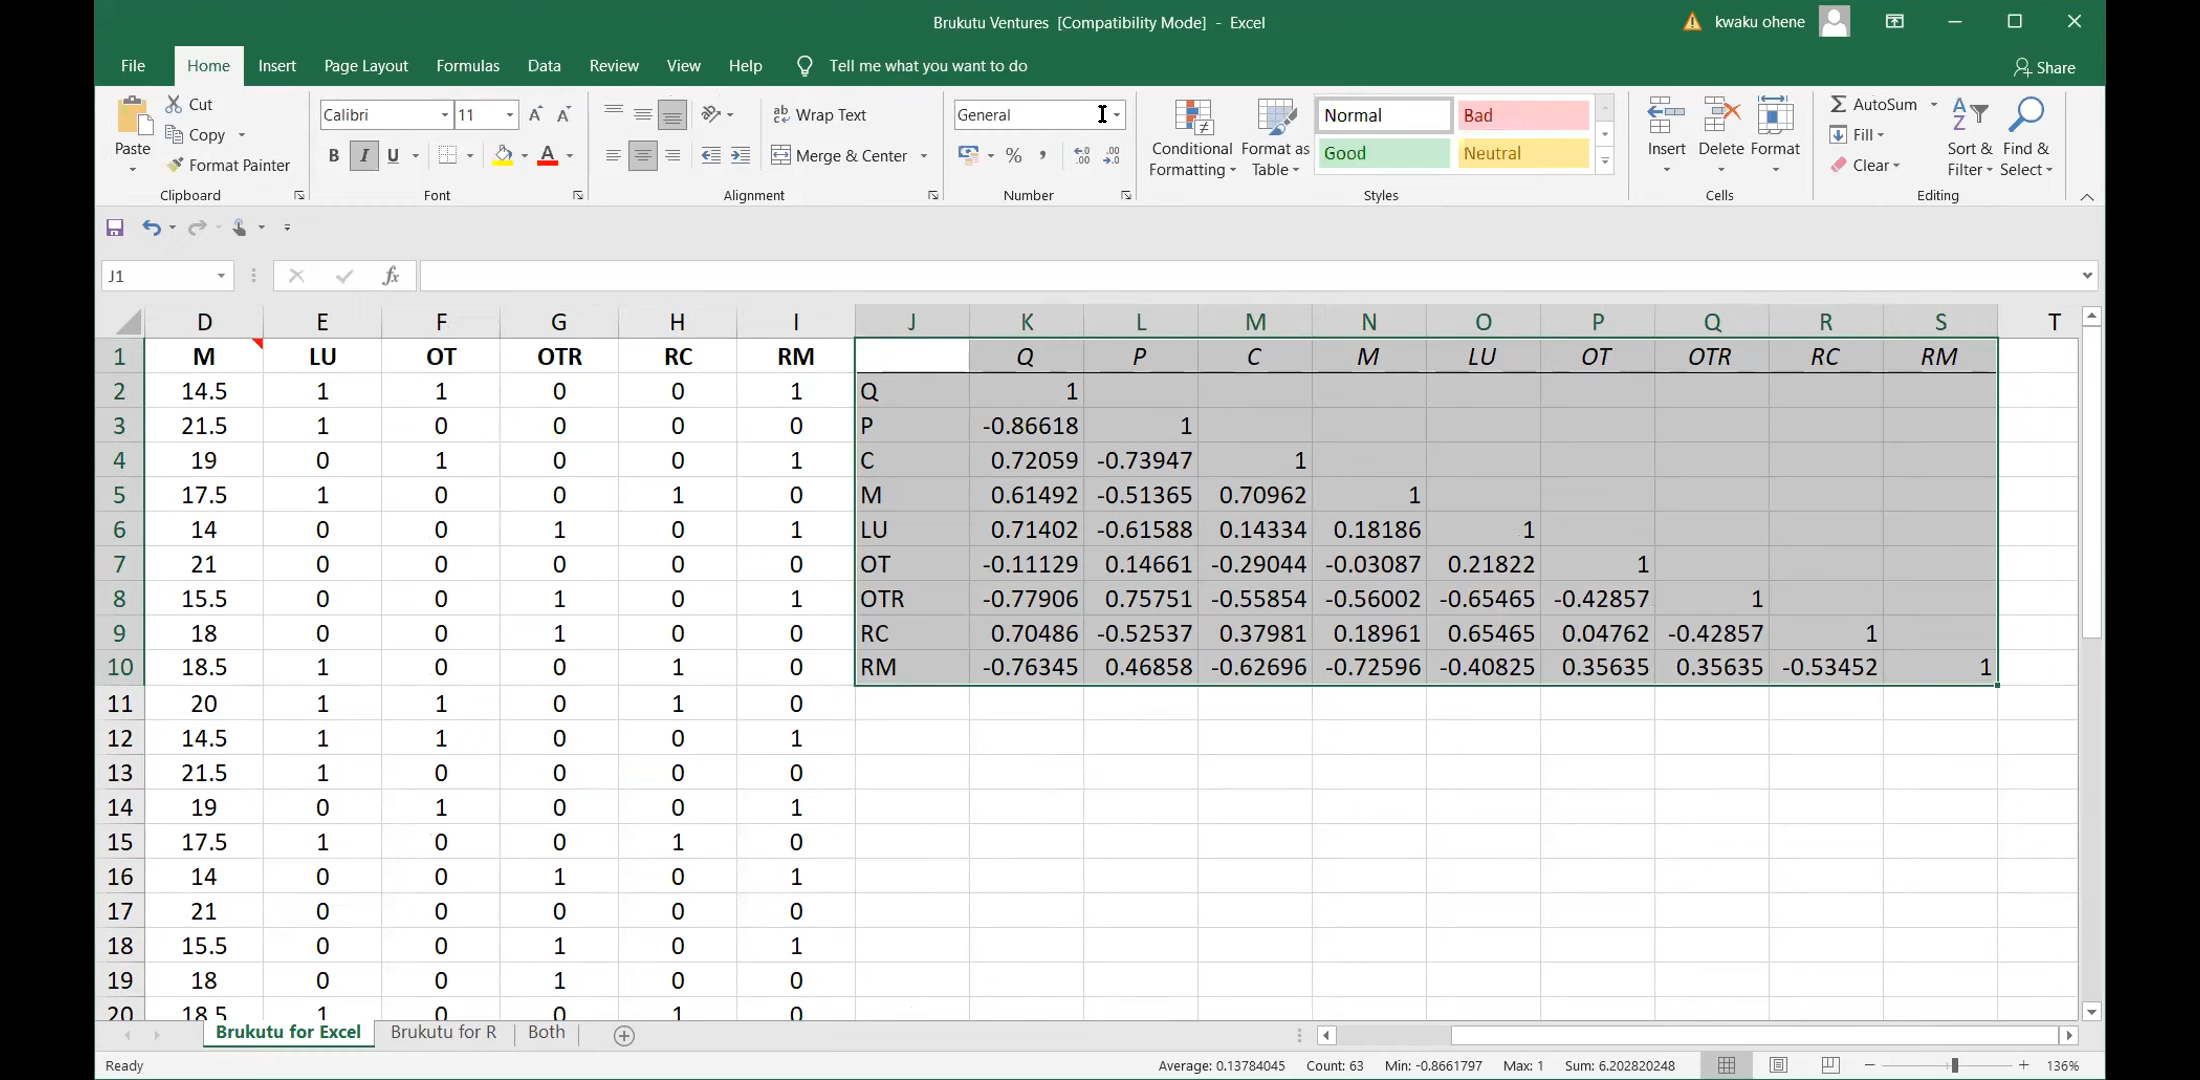 Brukutu Ventures [Compatibility Mode] - Excel
kwaku ohene
File Home Insert Page Layout Formulas Data Review View Help Tell me what you want to do Share
Paste
Cut
Copy
Format Painter
Clipboard
Calibri 11
B I U
Font
Wrap Text
Merge & Center
Alignment
General
Number
Conditional Formatting
Format as Table
Normal Bad
Good Neutral
Styles
Insert Delete Format
Cells
AutoSum
Fill
Clear
Sort & Filter
Find & Select
Editing
J1
fx
D E F G H I J K L M N O P Q R S T
1 M LU OT OTR RC RM Q P C M LU OT OTR RC RM
2 14.5 1 1 0 0 1 Q 1
3 21.5 1 0 0 0 0 P -0.86618 1
4 19 0 1 0 0 1 C 0.72059 -0.73947 1
5 17.5 1 0 0 1 0 M 0.61492 -0.51365 0.70962 1
6 14 0 0 1 0 1 LU 0.71402 -0.61588 0.14334 0.18186 1
7 21 0 0 0 0 0 OT -0.11129 0.14661 -0.29044 -0.03087 0.21822 1
8 15.5 0 0 1 0 1 OTR -0.77906 0.75751 -0.55854 -0.56002 -0.65465 -0.42857 1
9 18 0 0 1 0 0 RC 0.70486 -0.52537 0.37981 0.18961 0.65465 0.04762 -0.42857 1
10 18.5 1 0 0 1 0 RM -0.76345 0.46858 -0.62696 -0.72596 -0.40825 0.35635 0.35635 -0.53452 1
11 20 1 1 0 1 0
12 14.5 1 1 0 0 1
13 21.5 1 0 0 0 0
14 19 0 1 0 0 1
15 17.5 1 0 0 1 0
16 14 0 0 1 0 1
17 21 0 0 0 0 0
18 15.5 0 0 1 0 1
19 18 0 0 1 0 0
20 18.5 1 0 0 1 0
Brukutu for Excel Brukutu for R Both
Ready Average: 0.13784045 Count: 63 Min: -0.8661797 Max: 1 Sum: 6.202820248 136%